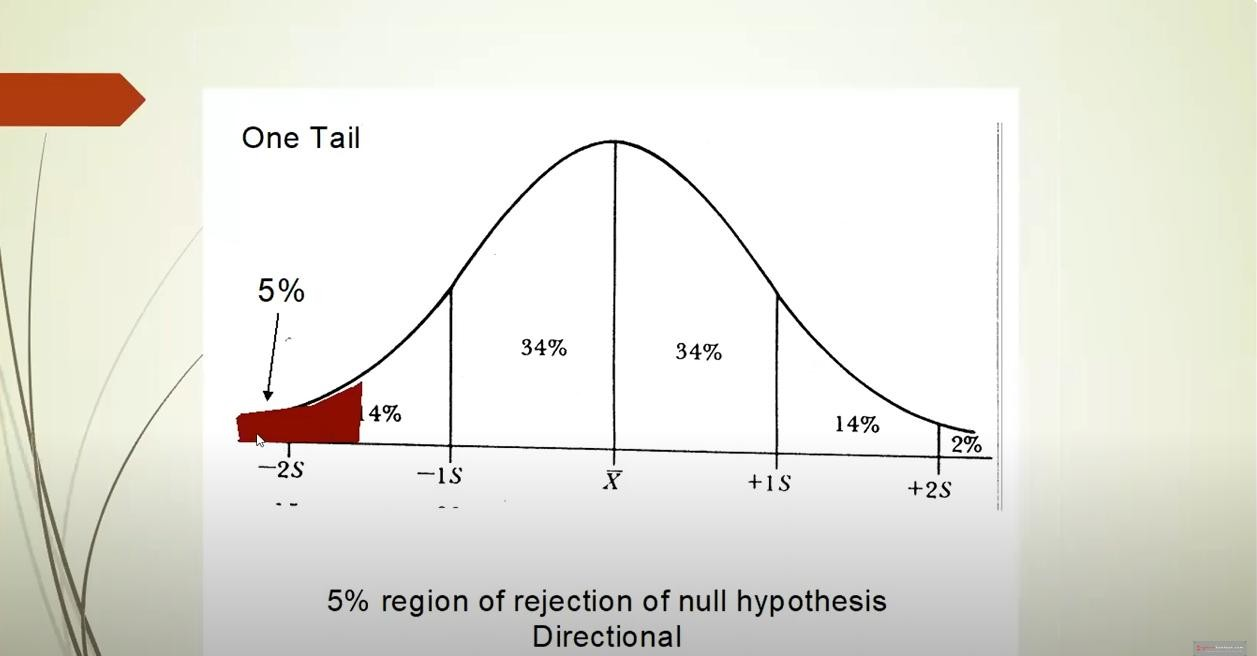 One Tail
5%
34%
34%
4%
14%
2%
−2S
−1S
X̅
+1S
+2S
5% region of rejection of null hypothesis
Directional